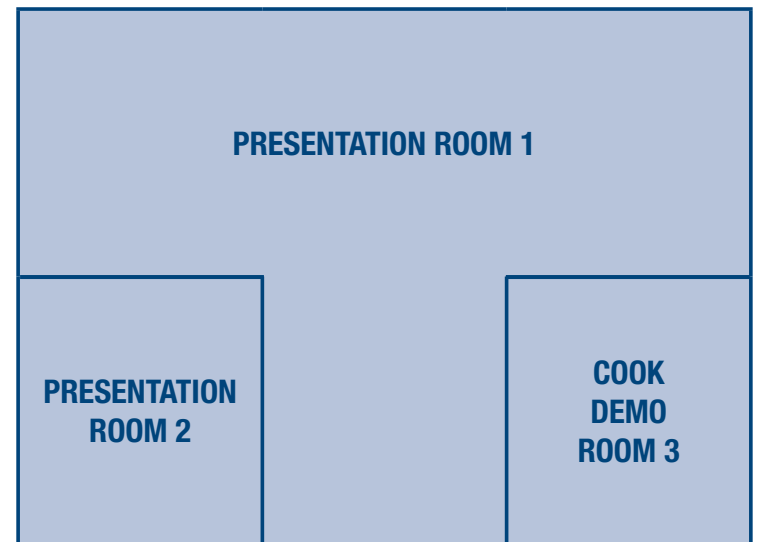 PRESENTATION ROOM 1
PRESENTATION
ROOM 2
COOK
DEMO
ROOM 3